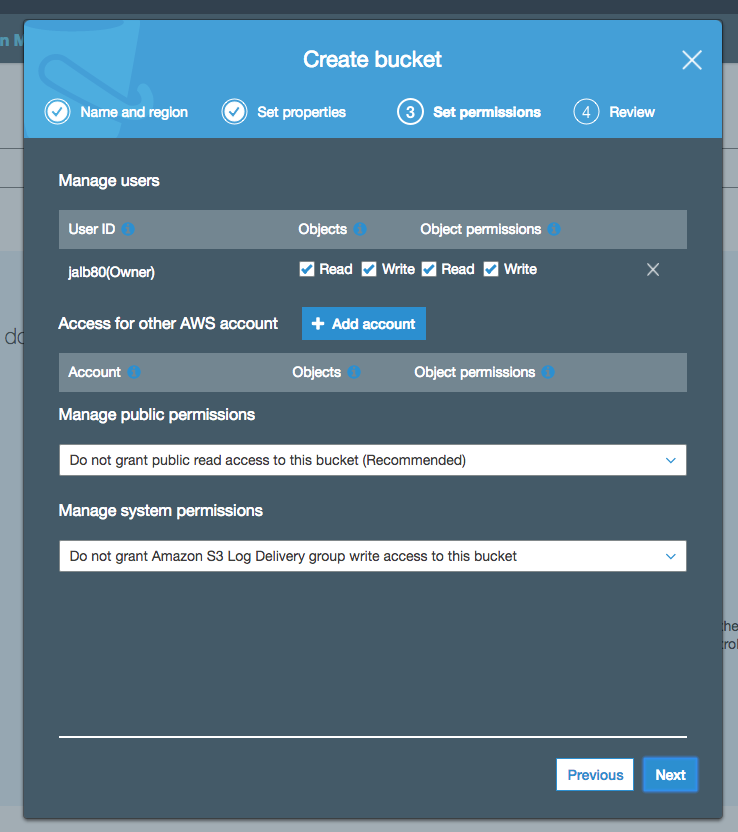 Create bucket
Name and region
Set properties
3 Set permissions
4 Review
Manage users
User ID Objects Object permissions
jalb80(Owner) Read Write Read Write
Access for other AWS account + Add account
Account Objects Object permissions
Manage public permissions
Do not grant public read access to this bucket (Recommended)
Manage system permissions
Do not grant Amazon S3 Log Delivery group write access to this bucket
Previous Next